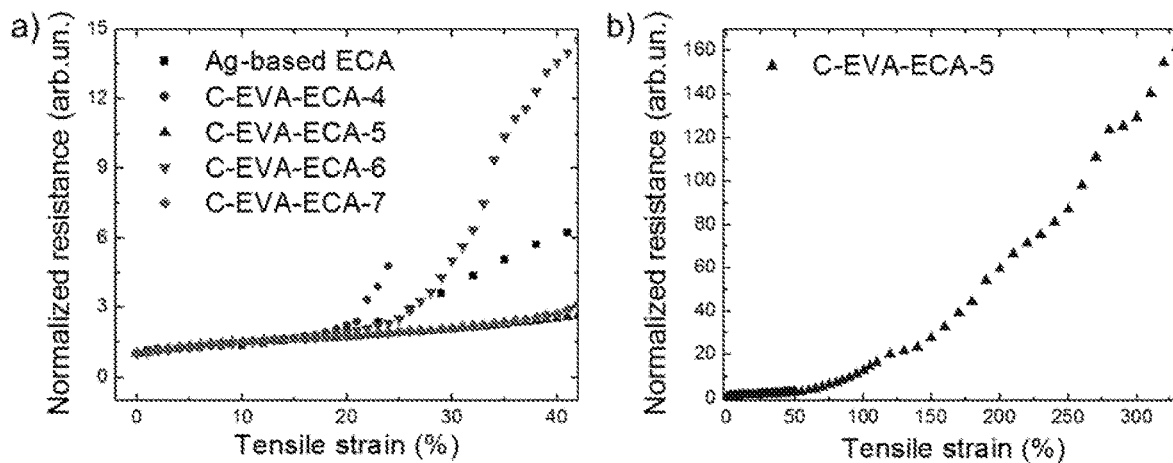 a)
Normalized resistance (arb.un.)
15
12
9
6
3
0
Ag-based ECA
C-EVA-ECA-4
C-EVA-ECA-5
C-EVA-ECA-6
C-EVA-ECA-7
0 10 20 30 40
Tensile strain (%)
b)
Normalized resistance (arb.un.)
160
140
120
100
80
60
40
20
0
C-EVA-ECA-5
0 50 100 150 200 250 300
Tensile strain (%)